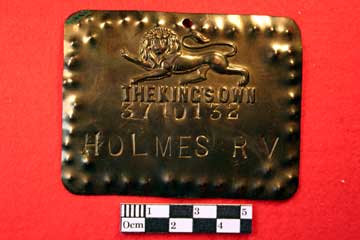 THE KING'S OWN
3710132
HOLMES R V
1 3 5
0cm 2 4